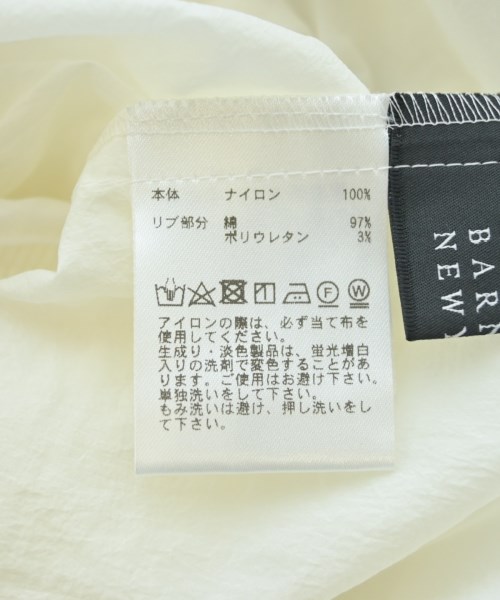 本体 ナイロン 100%
リブ部分 綿 97%
ポリウレタン 3%
F W
アイロンの際は、必ず当て布を
使用してください。
生成り・淡色製品は、蛍光増白
入りの洗剤で変色することがあ
ります。ご使用はお避け下さい。
単独洗いをして下さい。
もみ洗いは避け、押し洗いをし
て下さい。
BARN
NEW Y